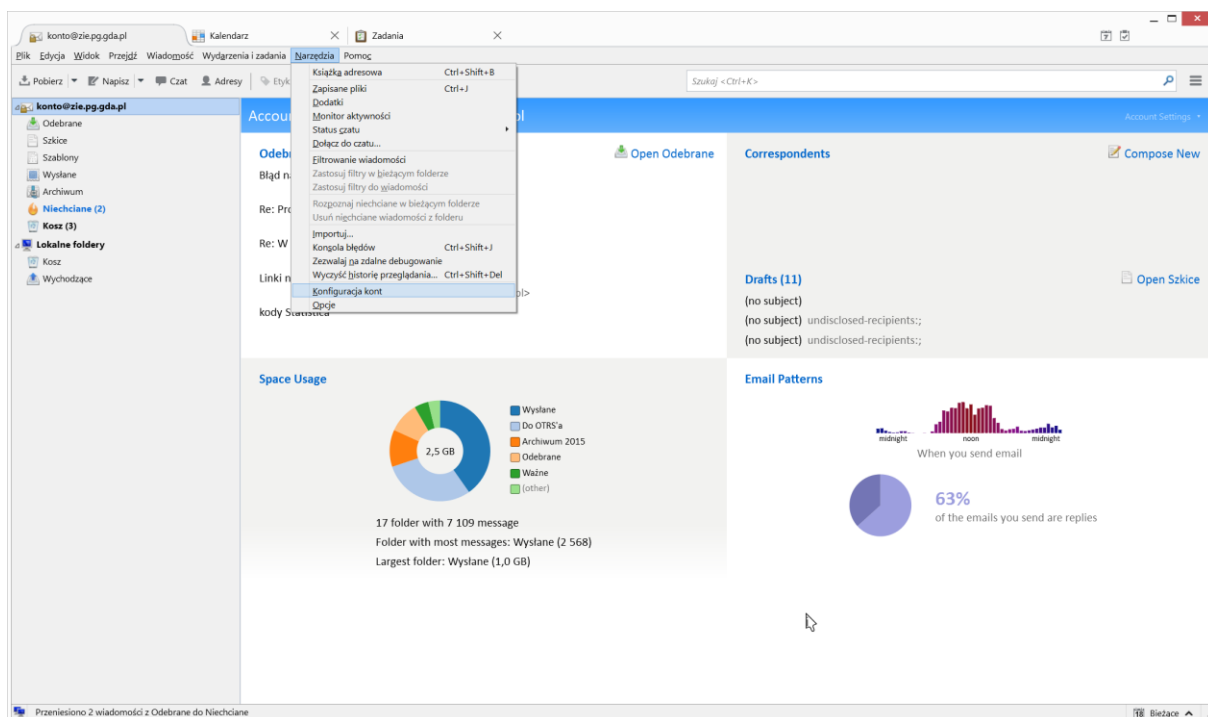 konto@zie.pg.gda.pl Kalendarz Zadania
Plik Edycja Widok Przejdź Wiadomość Wydarzenia i zadania Narzędzia Pomoc
Pobierz Napisz Czat Adresy Etyk Szukaj <Ctrl+K>
konto@zie.pg.gda.pl
Odebrane
Szkice
Szablony
Wysłane
Archiwum
Niechciane (2)
Kosz (3)
Lokalne foldery
Kosz
Wychodzące
Książka adresowa Ctrl+Shift+B
Zapisane pliki Ctrl+J
Dodatki
Monitor aktywności
Status czatu
Dołącz do czatu...
Filtrowanie wiadomości
Zastosuj filtry w bieżącym folderze
Zastosuj filtry do wiadomości
Rozpoznaj niechciane w bieżącym folderze
Usuń niechciane wiadomości z folderu
Importuj...
Konsola błędów Ctrl+Shift+J
Zezwalaj na zdalne debugowanie
Wyczyść historię przeglądania... Ctrl+Shift+Del
Konfiguracja kont
Opcje
Accou pl Account Settings
Odeb Open Odebrane
Błąd n
Re: Pro
Re: W
Linki n
pl>
kody Statistica
Correspondents Compose New
Drafts (11) Open Szkice
(no subject)
(no subject) undisclosed-recipients:;
(no subject) undisclosed-recipients:;
Space Usage
2,5 GB
Wysłane
Do OTRS'a
Archiwum 2015
Odebrane
Ważne
(other)
17 folder with 7 109 message
Folder with most messages: Wysłane (2 568)
Largest folder: Wysłane (1,0 GB)
Email Patterns
midnight noon midnight
When you send email
63%
of the emails you send are replies
Przeniesiono 2 wiadomości z Odebrane do Niechciane 18 Bieżące